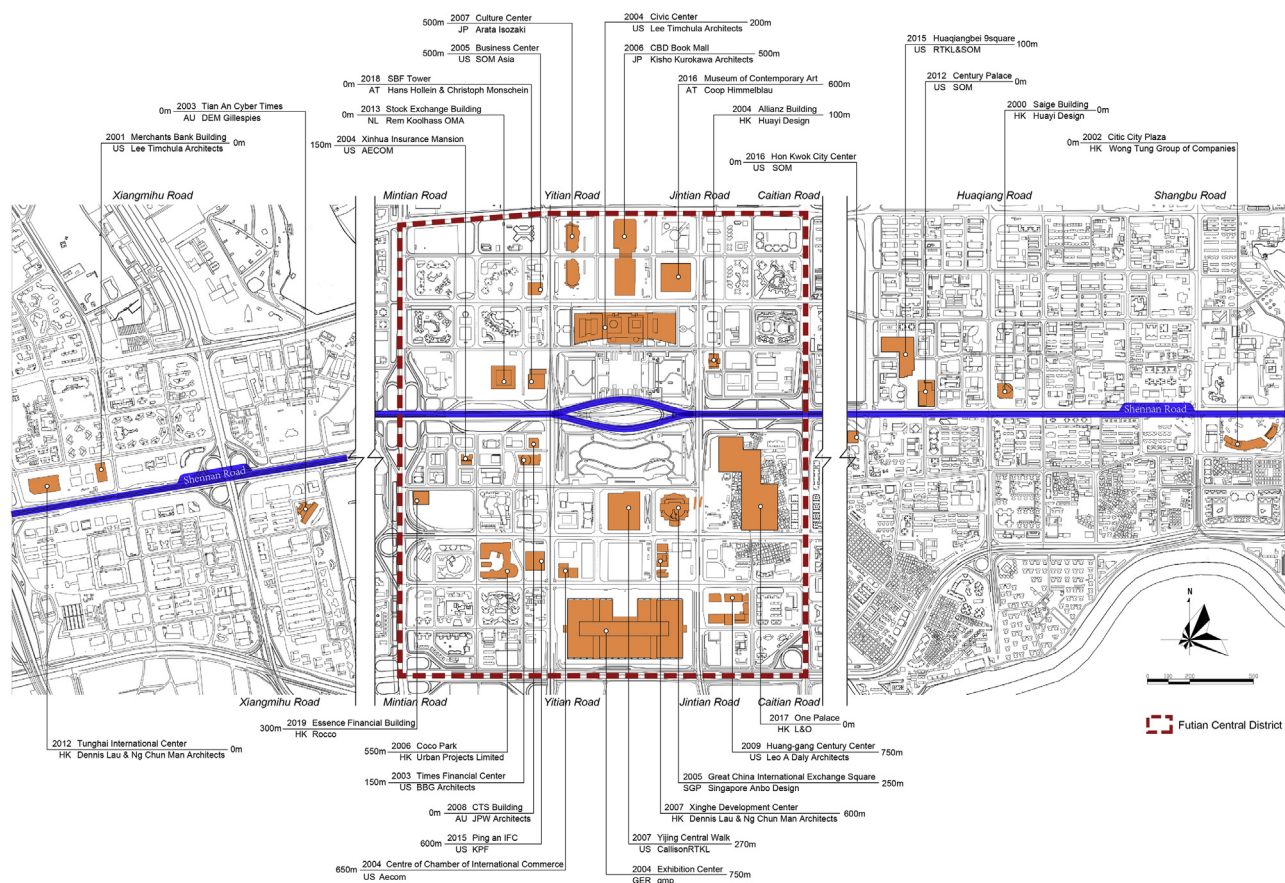 500m 2007 Culture Center
JP Arata Isozaki
2004 Civic Center 200m
US Lee Timchula Architects
500m 2005 Business Center
US SOM Asia
2006 CBD Book Mall 500m
JP Kisho Kurokawa Architects
2015 Huaqiangbei 9square 100m
US RTKL&SOM
0m 2018 SBF Tower
AT Hans Hollein & Christoph Monschein
2016 Museum of Contemporary Art 600m
AT Coop Himmelblau
2012 Century Palace 0m
US SOM
0m 2003 Tian An Cyber Times
AU DEM Gillespies
0m 2013 Stock Exchange Building
NL Rem Koolhass OMA
2004 Allianz Building 100m
HK Huayi Design
2000 Saige Building 0m
HK Huayi Design
2001 Merchants Bank Building 0m
US Lee Timchula Architects
150m 2004 Xinhua Insurance Mansion
US AECOM
0m 2016 Hon Kwok City Center
US SOM
0m 2002 Citic City Plaza
HK Wong Tung Group of Companies
Xiangmihu Road Mintian Road Yitian Road Jintian Road Caitian Road Huaqiang Road Shangbu Road
Shennan Road
Shennan Road
N
0 100 200 500
Xiangmihu Road Mintian Road Yitian Road Jintian Road Caitian Road
Futian Central District
300m 2019 Essence Financial Building
HK Rocco
2017 One Palace 0m
HK L&O
2012 Tunghai International Center 0m
HK Dennis Lau & Ng Chun Man Architects
550m 2006 Coco Park
HK Urban Projects Limited
2009 Huang-gang Century Center 750m
US Leo A Daly Architects
150m 2003 Times Financial Center
US BBG Architects
2005 Great China International Exchange Square 250m
SGP Singapore Anbo Design
0m 2008 CTS Building
AU JPW Architects
2007 Xinghe Development Center 600m
HK Dennis Lau & Ng Chun Man Architects
600m 2015 Ping an IFC
US KPF
2007 Yijing Central Walk 270m
US CallisonRTKL
650m 2004 Centre of Chamber of International Commerce
US Aecom
2004 Exhibition Center 750m
GER gmp